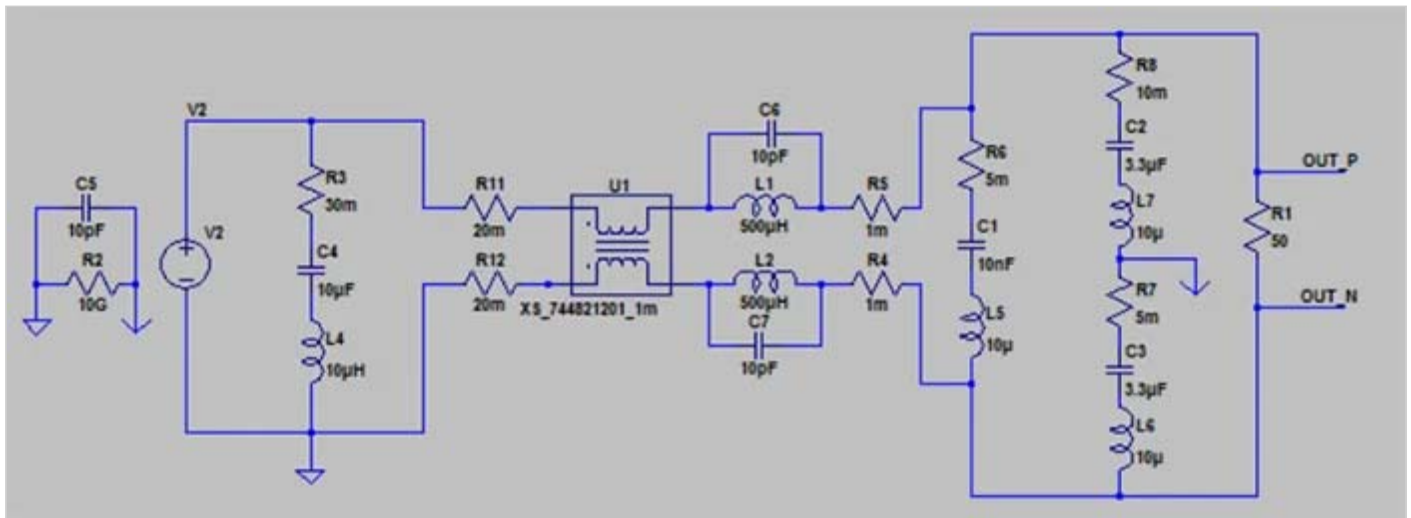 C5
10pF
R2
10G
V2
V2
R3
30m
C4
10µF
L4
10µH
R11
20m
R12
20m
U1
X5_744821201_1m
C6
10pF
L1
500µH
L2
500µH
C7
10pF
R5
1m
R4
1m
R6
5m
C1
10nF
L5
10µ
R8
10m
C2
3.3µF
L7
10µ
R7
5m
C3
3.3µF
L6
10µ
R1
50
OUT_P
OUT_N